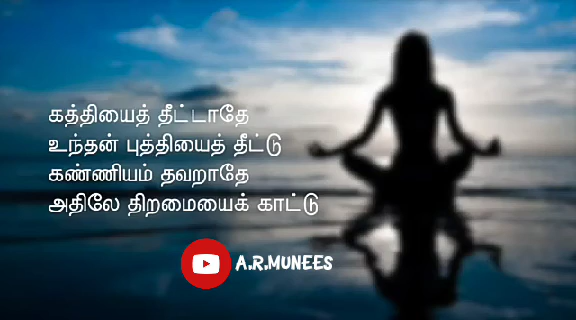 கத்தியைத் தீட்டாதே
உந்தன் புத்தியைத் தீட்டு
கண்ணியம் தவறாதே
அதிலே திறமையைக் காட்டு
A.R.MUNEES